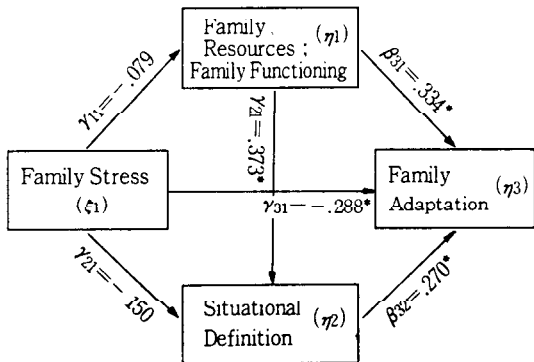 Family
Resources ;
Family Functioning
(η1)
γ11=−.079
β31=.334*
γ21=.373*
Family Stress
(ξ1)
Family
Adaptation
(η3)
γ31−−.288*
γ21=−.150
β32=.270*
Situational
Definition
(η2)